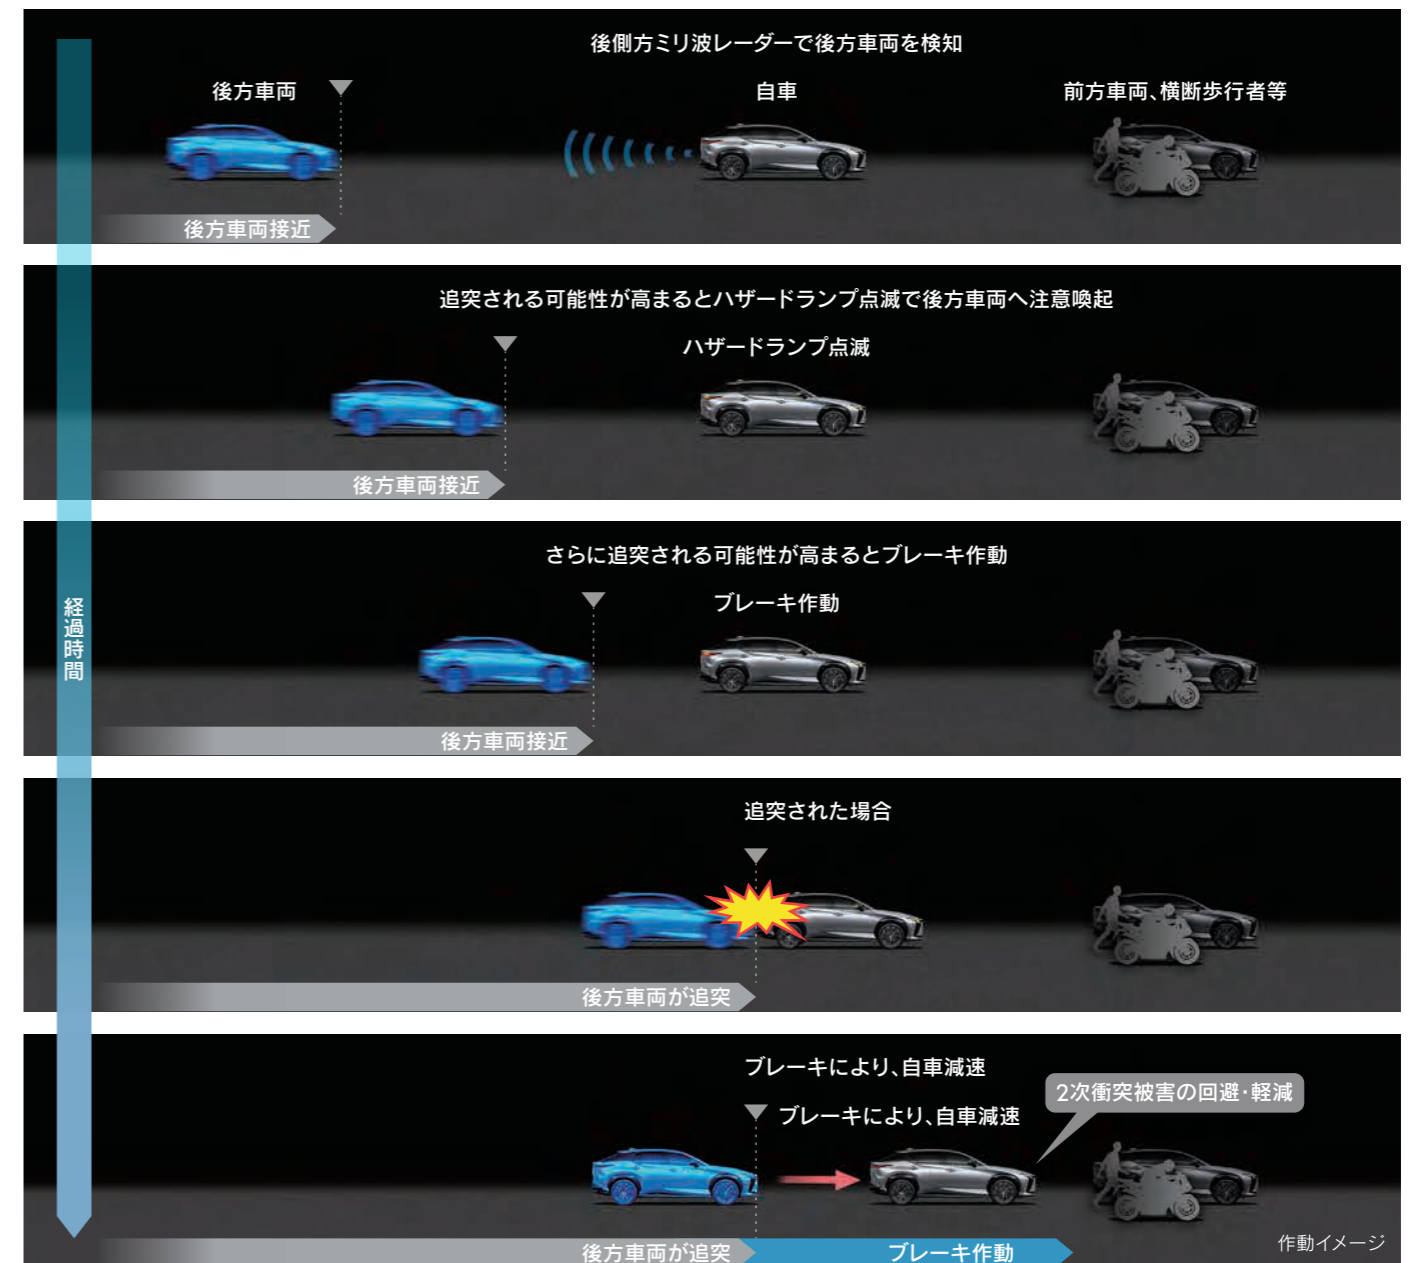 後側方ミリ波レーダーで後方車両を検知
後方車両
自車
前方車両、横断歩行者等
後方車両接近
追突される可能性が高まるとハザードランプ点滅で後方車両へ注意喚起
ハザードランプ点滅
後方車両接近
さらに追突される可能性が高まるとブレーキ作動
ブレーキ作動
経過時間
後方車両接近
追突された場合
後方車両が追突
ブレーキにより、自車減速
2次衝突被害の回避・軽減
ブレーキにより、自車減速
後方車両が追突
ブレーキ作動
作動イメージ